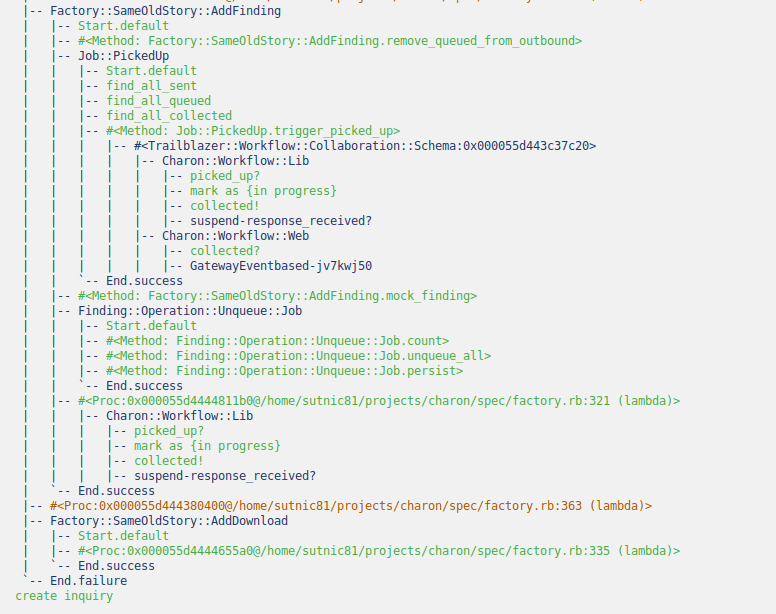 |-- Factory::SameOldStory::AddFinding
|   |-- Start.default
|   |-- #<Method: Factory::SameOldStory::AddFinding.remove_queued_from_outbound>
|   |-- Job::PickedUp
|   |   |-- Start.default
|   |   |-- find_all_sent
|   |   |-- find_all_queued
|   |   |-- find_all_collected
|   |   |-- #<Method: Job::PickedUp.trigger_picked_up>
|   |   |   |-- #<Trailblazer::Workflow::Collaboration::Schema:0x000055d443c37c20>
|   |   |   |   |-- Charon::Workflow::Lib
|   |   |   |   |   |-- picked_up?
|   |   |   |   |   |-- mark as {in progress}
|   |   |   |   |   |-- collected!
|   |   |   |   |   |-- suspend-response_received?
|   |   |   |   |-- Charon::Workflow::Web
|   |   |   |   |   |-- collected?
|   |   |   |   |   |-- GatewayEventbased-jv7kwj50
|   |   `-- End.success
|   |-- #<Method: Factory::SameOldStory::AddFinding.mock_finding>
|   |-- Finding::Operation::Unqueue::Job
|   |   |-- Start.default
|   |   |-- #<Method: Finding::Operation::Unqueue::Job.count>
|   |   |-- #<Method: Finding::Operation::Unqueue::Job.unqueue_all>
|   |   |-- #<Method: Finding::Operation::Unqueue::Job.persist>
|   |   `-- End.success
|   |-- #<Proc:0x000055d4444811b0@/home/sutnic81/projects/charon/spec/factory.rb:321 (lambda)>
|   |   |-- Charon::Workflow::Lib
|   |   |   |-- picked_up?
|   |   |   |-- mark as {in progress}
|   |   |   |-- collected!
|   |   |   |-- suspend-response_received?
|   `-- End.success
|-- #<Proc:0x000055d444380400@/home/sutnic81/projects/charon/spec/factory.rb:363 (lambda)>
|-- Factory::SameOldStory::AddDownload
|   |-- Start.default
|   |-- #<Proc:0x000055d4444655a0@/home/sutnic81/projects/charon/spec/factory.rb:335 (lambda)>
|   `-- End.success
`-- End.failure
create inquiry